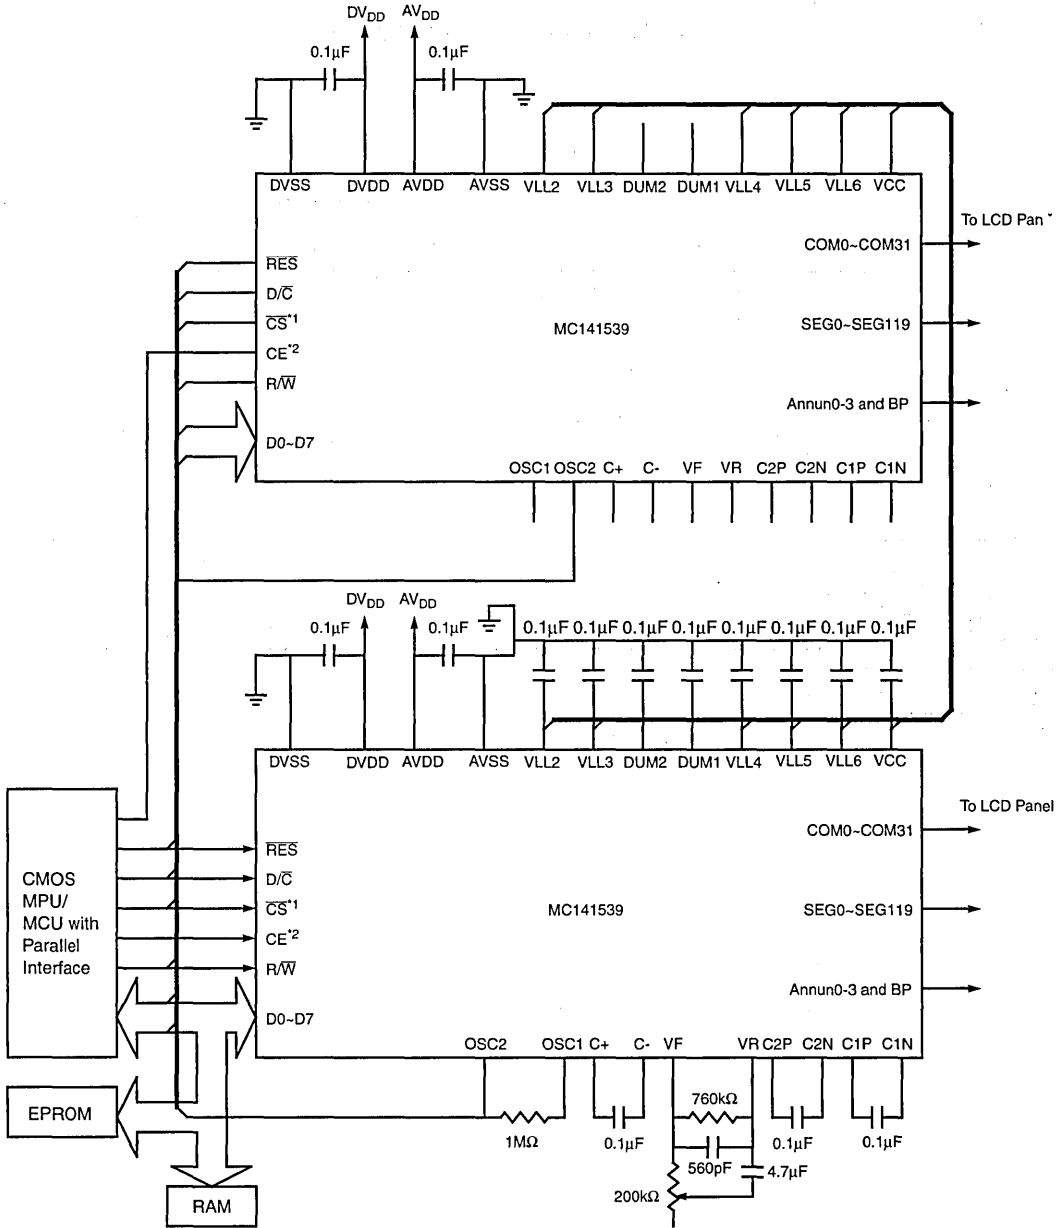 DVDD AVDD
0.1µF 0.1µF
DVSS DVDD AVDD AVSS VLL2 VLL3 DUM2 DUM1 VLL4 VLL5 VLL6 VCC
To LCD Pan
COM0~COM31
RES
D/C
CS*1
SEG0~SEG119
MC141539
CE*2
R/W
Annun0-3 and BP
D0~D7
OSC1 OSC2 C+ C- VF VR C2P C2N C1P C1N
DVDD AVDD
0.1µF 0.1µF 0.1µF 0.1µF 0.1µF 0.1µF 0.1µF 0.1µF 0.1µF 0.1µF
DVSS DVDD AVDD AVSS VLL2 VLL3 DUM2 DUM1 VLL4 VLL5 VLL6 VCC
To LCD Panel
COM0~COM31
RES
CMOS
MPU/
MCU with
Parallel
Interface
D/C
CS*1
MC141539
SEG0~SEG119
CE*2
R/W
Annun0-3 and BP
D0~D7
OSC2 OSC1 C+ C- VF VR C2P C2N C1P C1N
EPROM
760kΩ
1MΩ 0.1µF 0.1µF 0.1µF
560pF 4.7µF
200kΩ
RAM